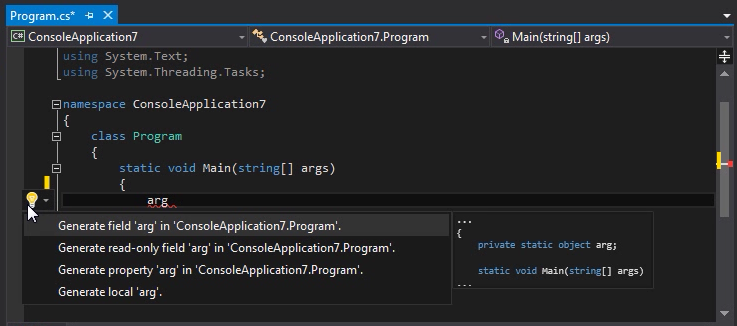 Program.cs*
C# ConsoleApplication7 ConsoleApplication7.Program Main(string[] args)
using System.Text;
using System.Threading.Tasks;
namespace ConsoleApplication7
{
class Program
{
static void Main(string[] args)
{
arg
Generate field 'arg' in 'ConsoleApplication7.Program'.
Generate read-only field 'arg' in 'ConsoleApplication7.Program'.
Generate property 'arg' in 'ConsoleApplication7.Program'.
Generate local 'arg'.
...
{
private static object arg;
static void Main(string[] args)
...